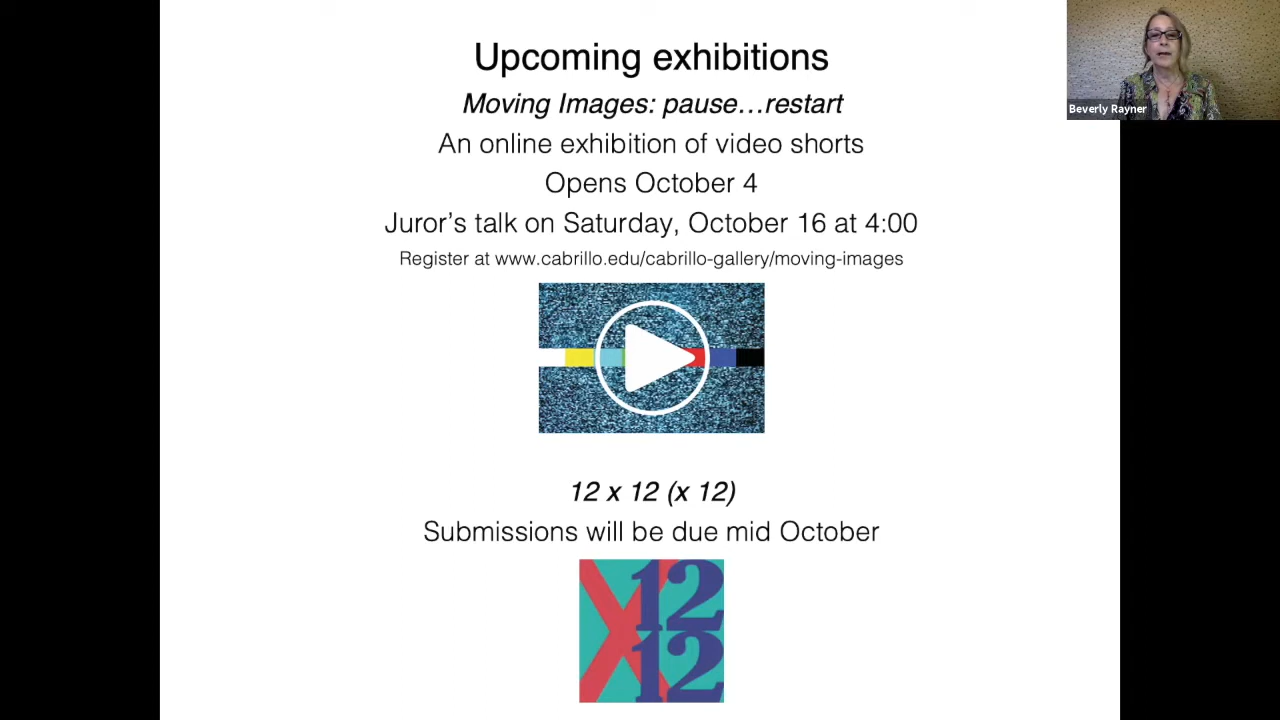 Upcoming exhibitions
Moving Images: pause…restart
An online exhibition of video shorts
Opens October 4
Juror’s talk on Saturday, October 16 at 4:00
Register at www.cabrillo.edu/cabrillo-gallery/moving-images
12 x 12 (x 12)
Submissions will be due mid October
X 12
12
Beverly Rayner